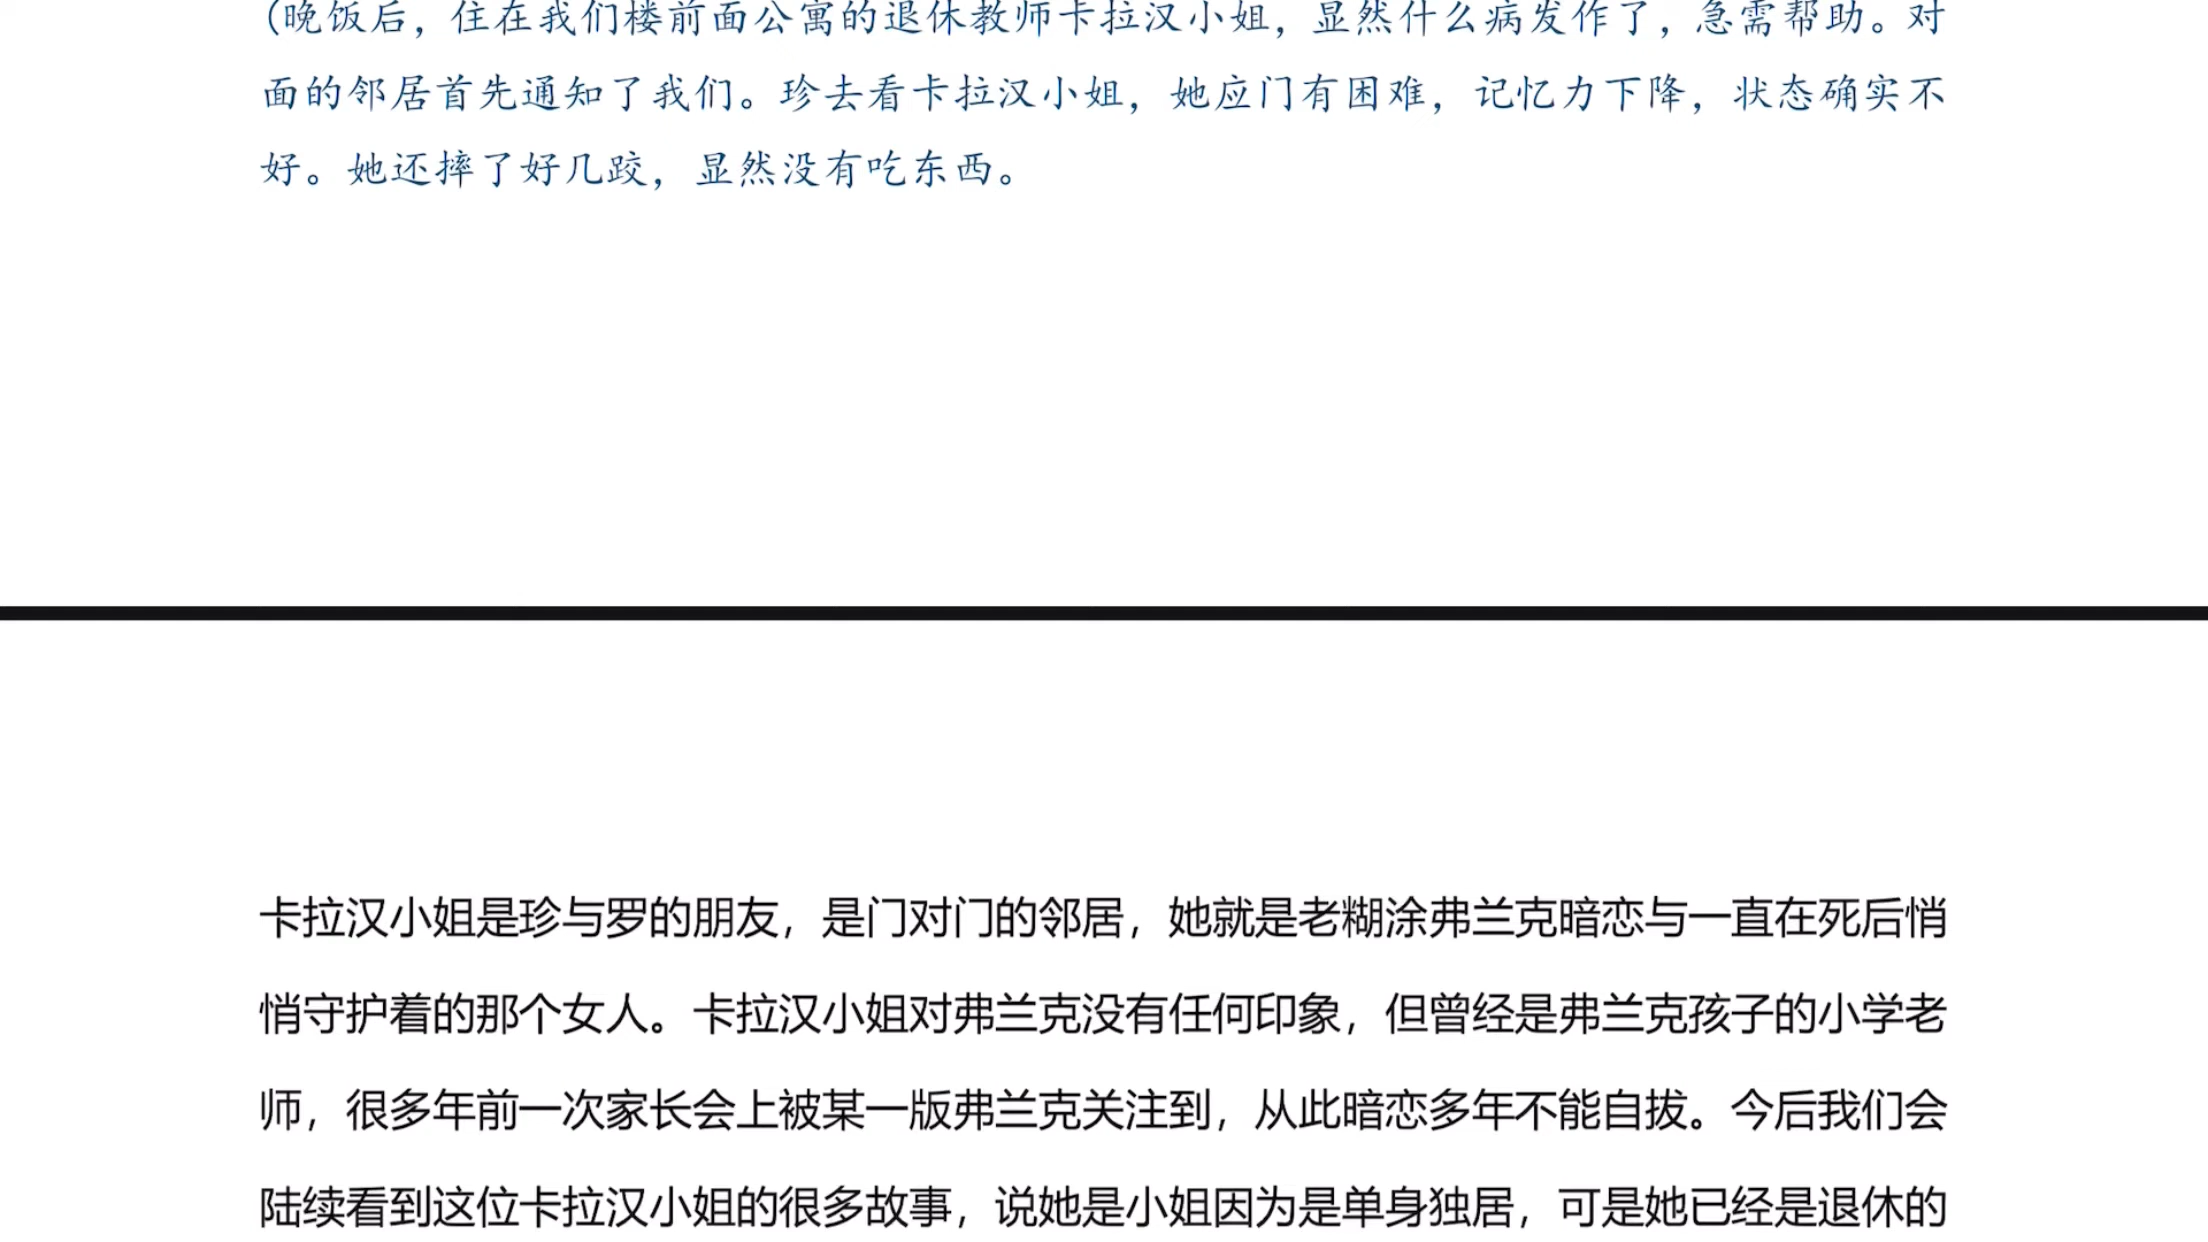 (晚饭后，住在我们楼前面公寓的退休教师卡拉汉小姐，显然什么病发作了，急需帮助。对
面的邻居首先通知了我们。珍去看卡拉汉小姐，她应门有困难，记忆力下降，状态确实不
好。她还摔了好几跤，显然没有吃东西。
卡拉汉小姐是珍与罗的朋友，是门对门的邻居，她就是老糊涂弗兰克暗恋与一直在死后悄
悄守护着的那个女人。卡拉汉小姐对弗兰克没有任何印象，但曾经是弗兰克孩子的小学老
师，很多年前一次家长会上被某一版弗兰克关注到，从此暗恋多年不能自拔。今后我们会
陆续看到这位卡拉汉小姐的很多故事，说她是小姐因为是单身独居，可是她已经是退休的